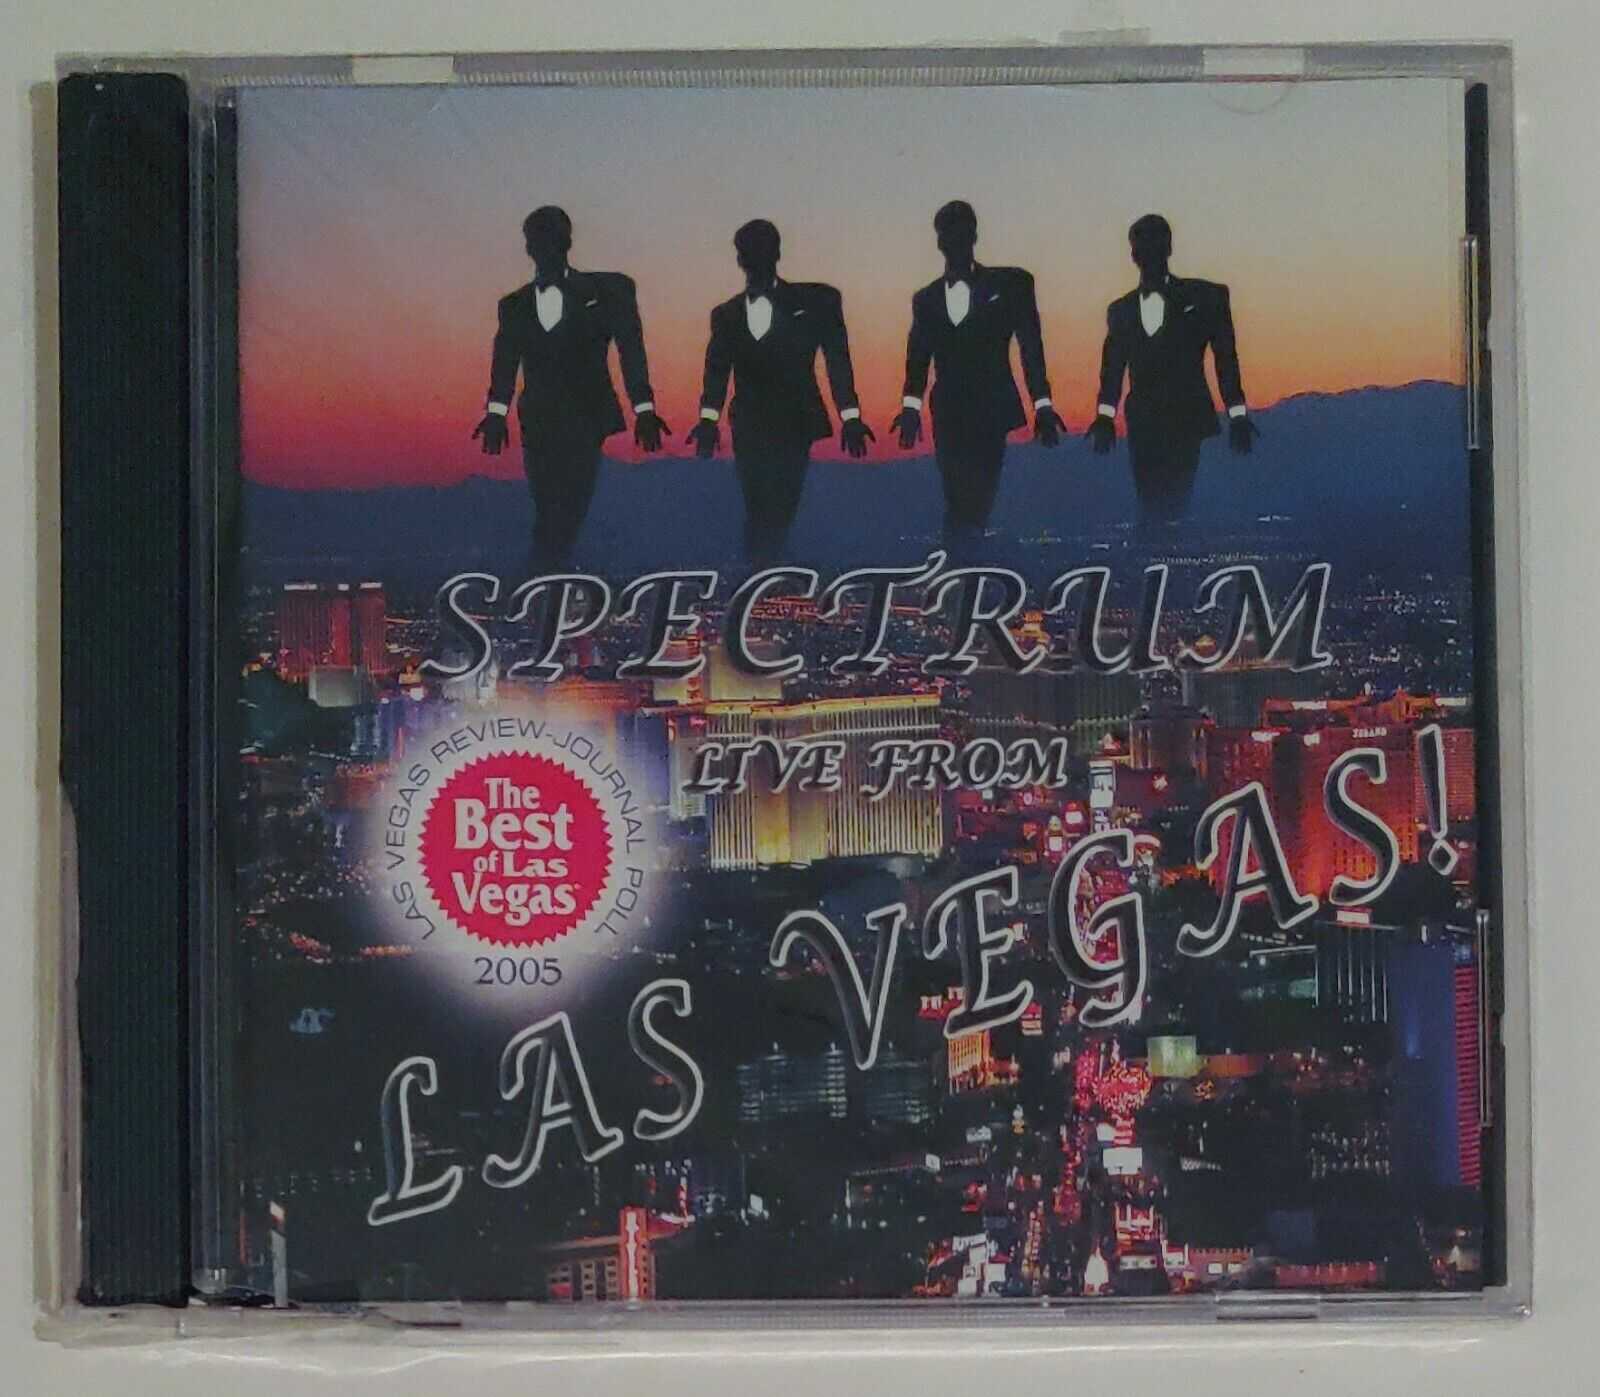 SPECTRUM
LIVE FROM
LAS VEGAS!
LAS VEGAS REVIEW-JOURNAL POLL
The
Best
of Las
Vegas
2005